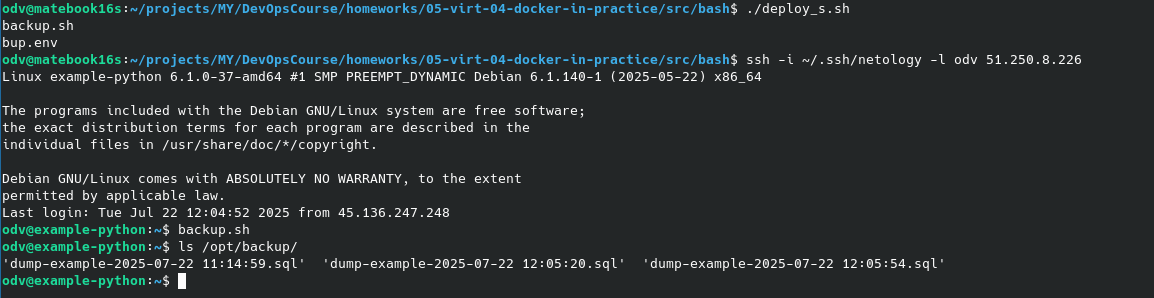 odv@matebook16s:~/projects/MY/DevOpsCourse/homeworks/05-virt-04-docker-in-practice/src/bash$ ./deploy_s.sh
backup.sh
bup.env
odv@matebook16s:~/projects/MY/DevOpsCourse/homeworks/05-virt-04-docker-in-practice/src/bash$ ssh -i ~/.ssh/netology -l odv 51.250.8.226
Linux example-python 6.1.0-37-amd64 #1 SMP PREEMPT_DYNAMIC Debian 6.1.140-1 (2025-05-22) x86_64

The programs included with the Debian GNU/Linux system are free software;
the exact distribution terms for each program are described in the
individual files in /usr/share/doc/*/copyright.

Debian GNU/Linux comes with ABSOLUTELY NO WARRANTY, to the extent
permitted by applicable law.
Last login: Tue Jul 22 12:04:52 2025 from 45.136.247.248
odv@example-python:~$ backup.sh
odv@example-python:~$ ls /opt/backup/
'dump-example-2025-07-22 11:14:59.sql'  'dump-example-2025-07-22 12:05:20.sql'  'dump-example-2025-07-22 12:05:54.sql'
odv@example-python:~$